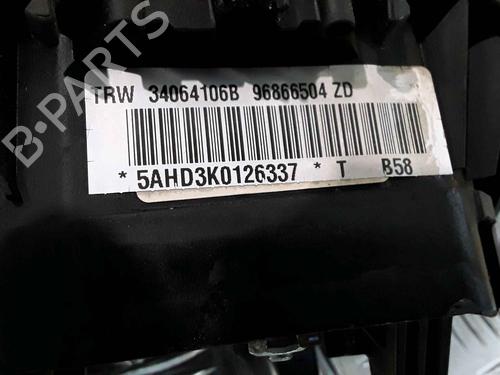 B-PARTS
TRW 34064106B 96866504 ZD
* 5AHD3K0126337 * T B58